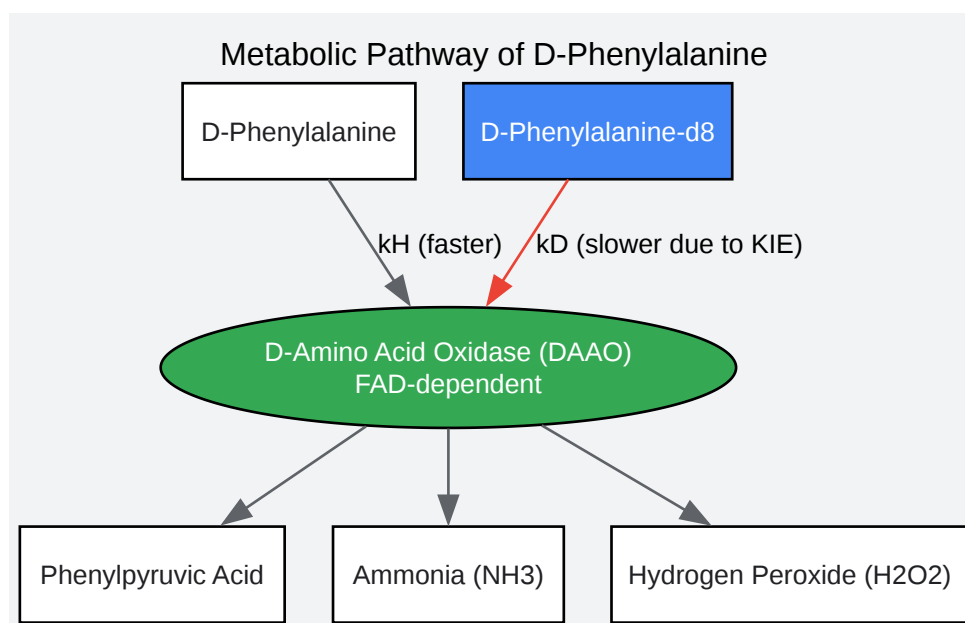 Metabolic Pathway of D-Phenylalanine
D-Phenylalanine
D-Phenylalanine-d8
kH (faster)
kD (slower due to KIE)
D-Amino Acid Oxidase (DAAO)
FAD-dependent
Phenylpyruvic Acid
Ammonia (NH3)
Hydrogen Peroxide (H2O2)